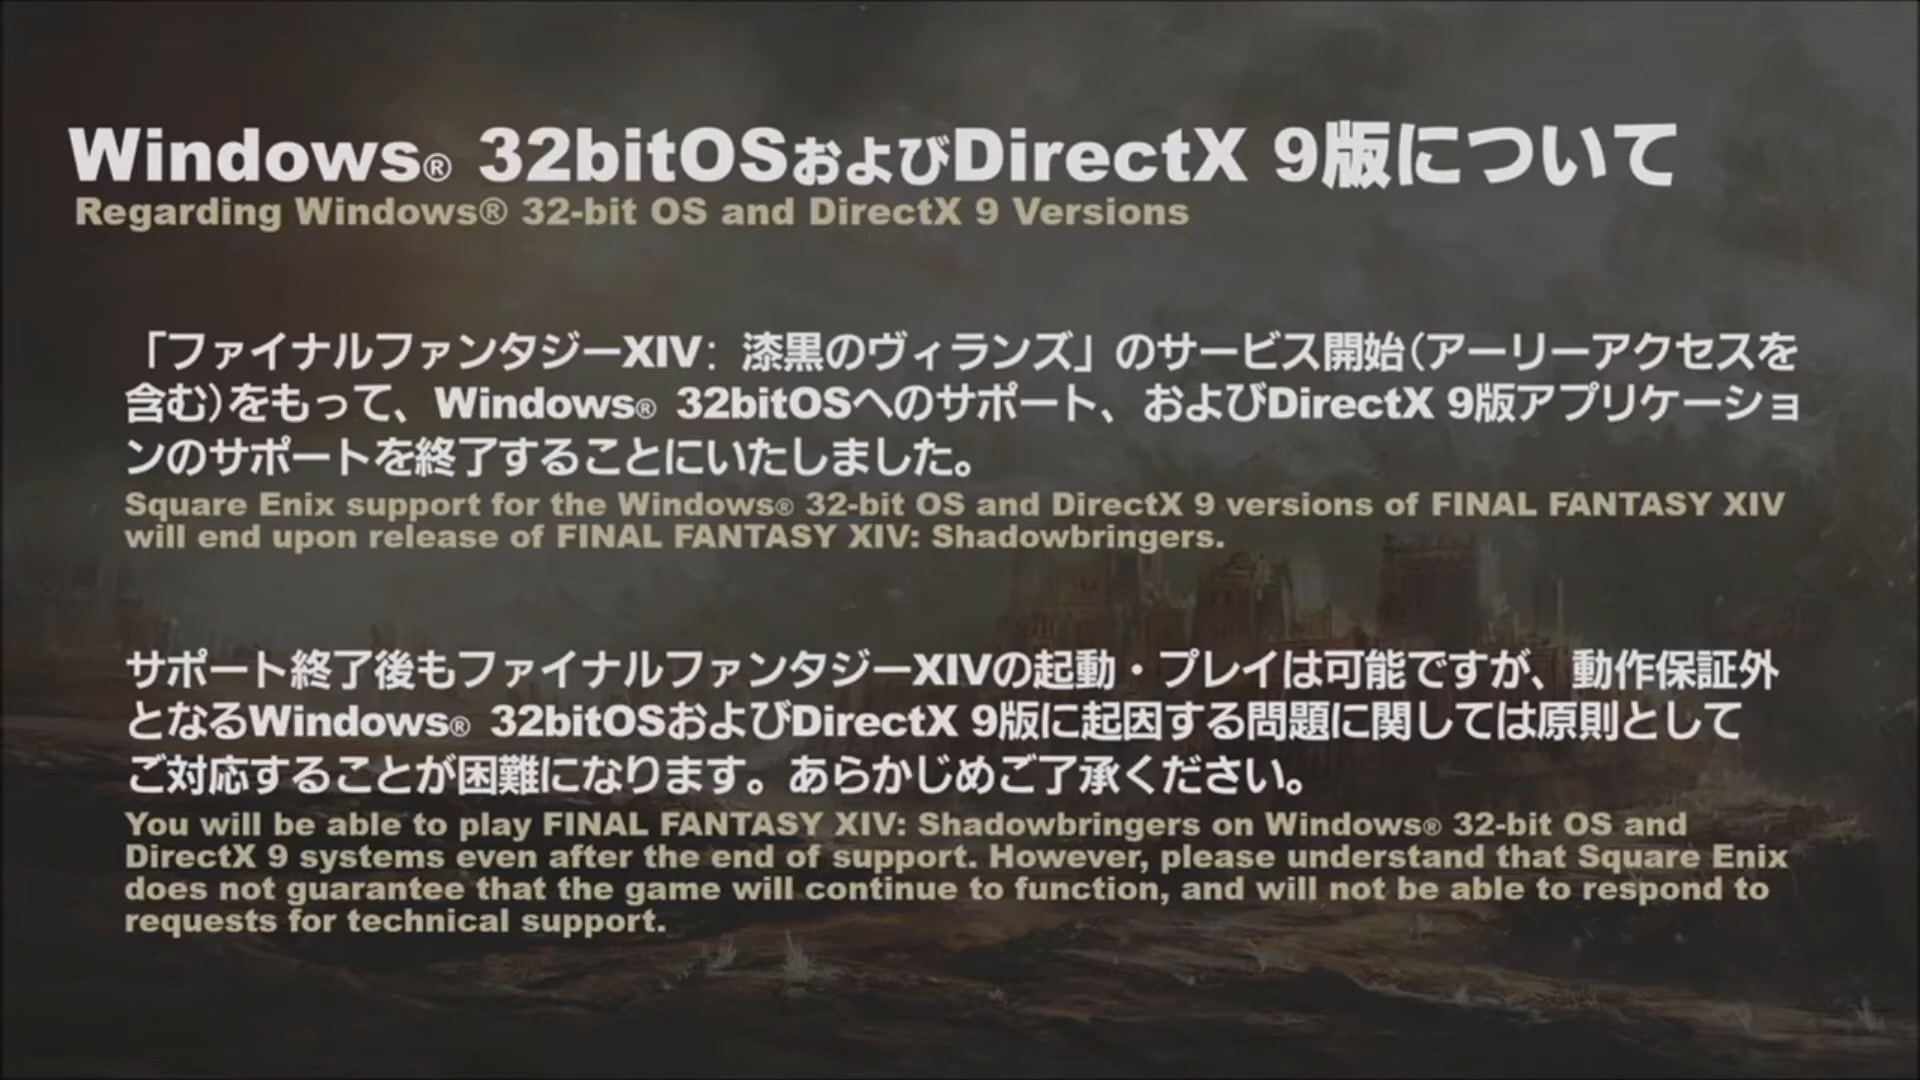 Windows® 32bitOSおよびDirectX 9版について
Regarding Windows® 32-bit OS and DirectX 9 Versions
「ファイナルファンタジーXIV: 漆黒のヴィランズ」のサービス開始(アーリーアクセスを
含む)をもって、Windows® 32bitOSへのサポート、およびDirectX 9版アプリケーショ
ンのサポートを終了することにいたしました。
Square Enix support for the Windows® 32-bit OS and DirectX 9 versions of FINAL FANTASY XIV
will end upon release of FINAL FANTASY XIV: Shadowbringers.
サポート終了後もファイナルファンタジーXIVの起動・プレイは可能ですが、動作保証外
となるWindows® 32bitOSおよびDirectX 9版に起因する問題に関しては原則として
ご対応することが困難になります。あらかじめご了承ください。
You will be able to play FINAL FANTASY XIV: Shadowbringers on Windows® 32-bit OS and
DirectX 9 systems even after the end of support. However, please understand that Square Enix
does not guarantee that the game will continue to function, and will not be able to respond to
requests for technical support.